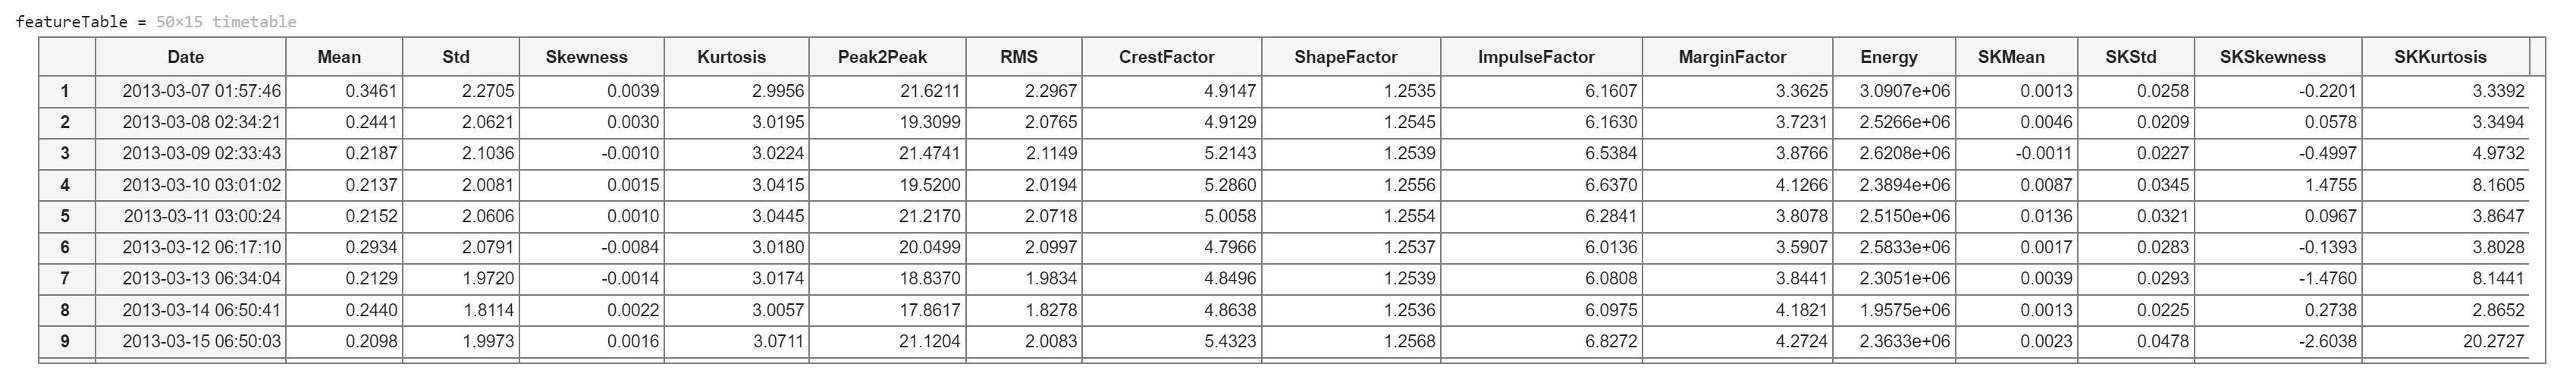 featureTable = 50×15 timetable
Date Mean Std Skewness Kurtosis Peak2Peak RMS CrestFactor ShapeFactor ImpulseFactor MarginFactor Energy SKMean SKStd SKSkewness SKKurtosis
1 2013-03-07 01:57:46 0.3461 2.2705 0.0039 2.9956 21.6211 2.2967 4.9147 1.2535 6.1607 3.3625 3.0907e+06 0.0013 0.0258 -0.2201 3.3392
2 2013-03-08 02:34:21 0.2441 2.0621 0.0030 3.0195 19.3099 2.0765 4.9129 1.2545 6.1630 3.7231 2.5266e+06 0.0046 0.0209 0.0578 3.3494
3 2013-03-09 02:33:43 0.2187 2.1036 -0.0010 3.0224 21.4741 2.1149 5.2143 1.2539 6.5384 3.8766 2.6208e+06 -0.0011 0.0227 -0.4997 4.9732
4 2013-03-10 03:01:02 0.2137 2.0081 0.0015 3.0415 19.5200 2.0194 5.2860 1.2556 6.6370 4.1266 2.3894e+06 0.0087 0.0345 1.4755 8.1605
5 2013-03-11 03:00:24 0.2152 2.0606 0.0010 3.0445 21.2170 2.0718 5.0058 1.2554 6.2841 3.8078 2.5150e+06 0.0136 0.0321 0.0967 3.8647
6 2013-03-12 06:17:10 0.2934 2.0791 -0.0084 3.0180 20.0499 2.0997 4.7966 1.2537 6.0136 3.5907 2.5833e+06 0.0017 0.0283 -0.1393 3.8028
7 2013-03-13 06:34:04 0.2129 1.9720 -0.0014 3.0174 18.8370 1.9834 4.8496 1.2539 6.0808 3.8441 2.3051e+06 0.0039 0.0293 -1.4760 8.1441
8 2013-03-14 06:50:41 0.2440 1.8114 0.0022 3.0057 17.8617 1.8278 4.8638 1.2536 6.0975 4.1821 1.9575e+06 0.0013 0.0225 0.2738 2.8652
9 2013-03-15 06:50:03 0.2098 1.9973 0.0016 3.0711 21.1204 2.0083 5.4323 1.2568 6.8272 4.2724 2.3633e+06 0.0023 0.0478 -2.6038 20.2727